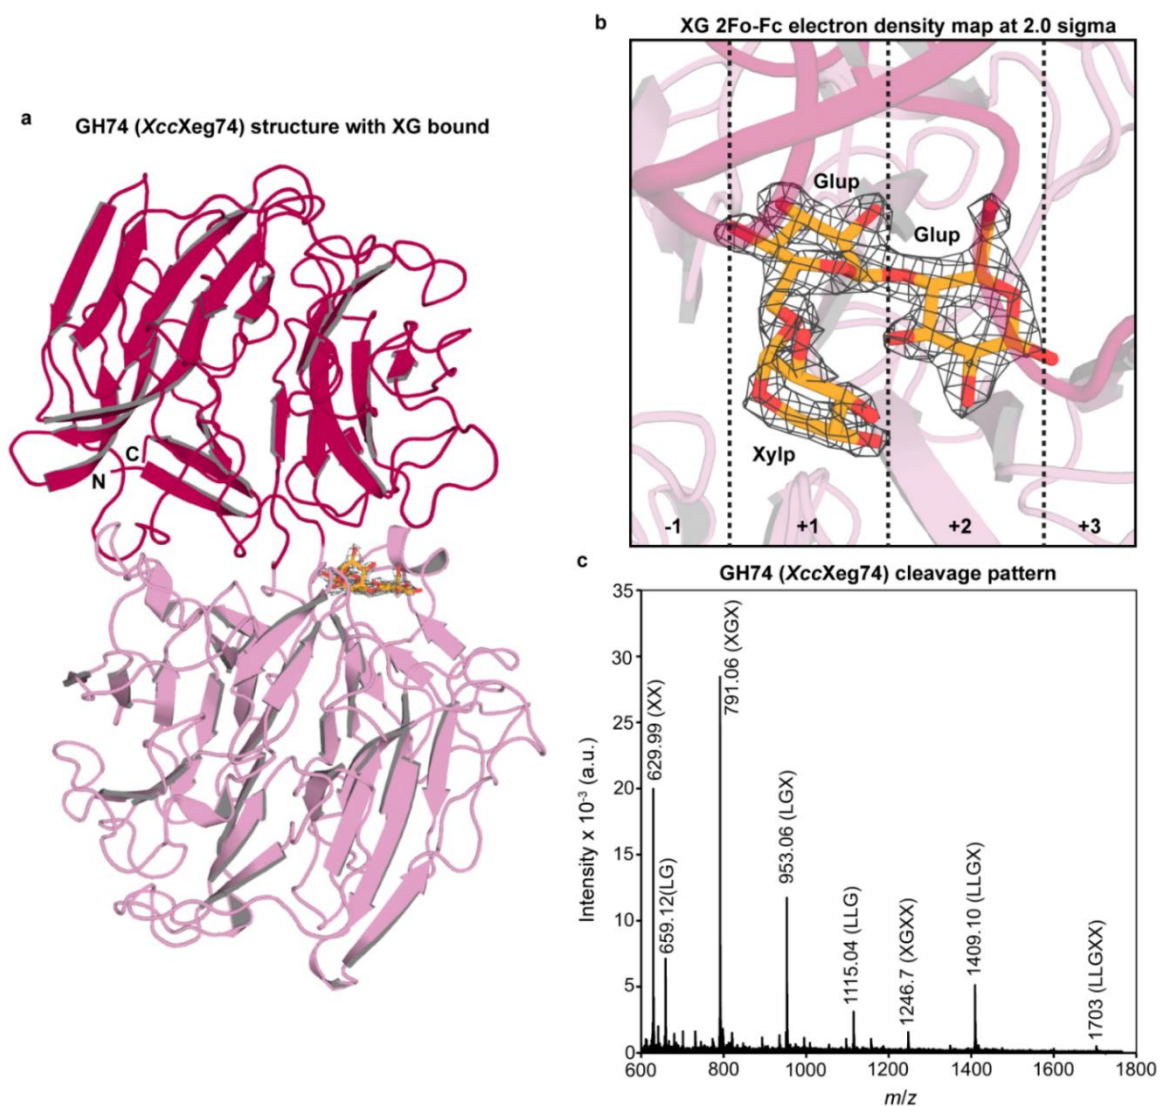 a
GH74 (XccXeg74) structure with XG bound
N
C
b
XG 2Fo-Fc electron density map at 2.0 sigma
Glup
Glup
Xylp
-1
+1
+2
+3
c
GH74 (XccXeg74) cleavage pattern
Intensity x 10-3 (a.u.)
35
30
25
20
15
10
5
0
629.99 (XX)
659.12(LG)
791.06 (XGX)
953.06 (LGX)
1115.04 (LLG)
1246.7 (XGXX)
1409.10 (LLGX)
1703 (LLGXX)
600
800
1000
1200
1400
1600
1800
m/z